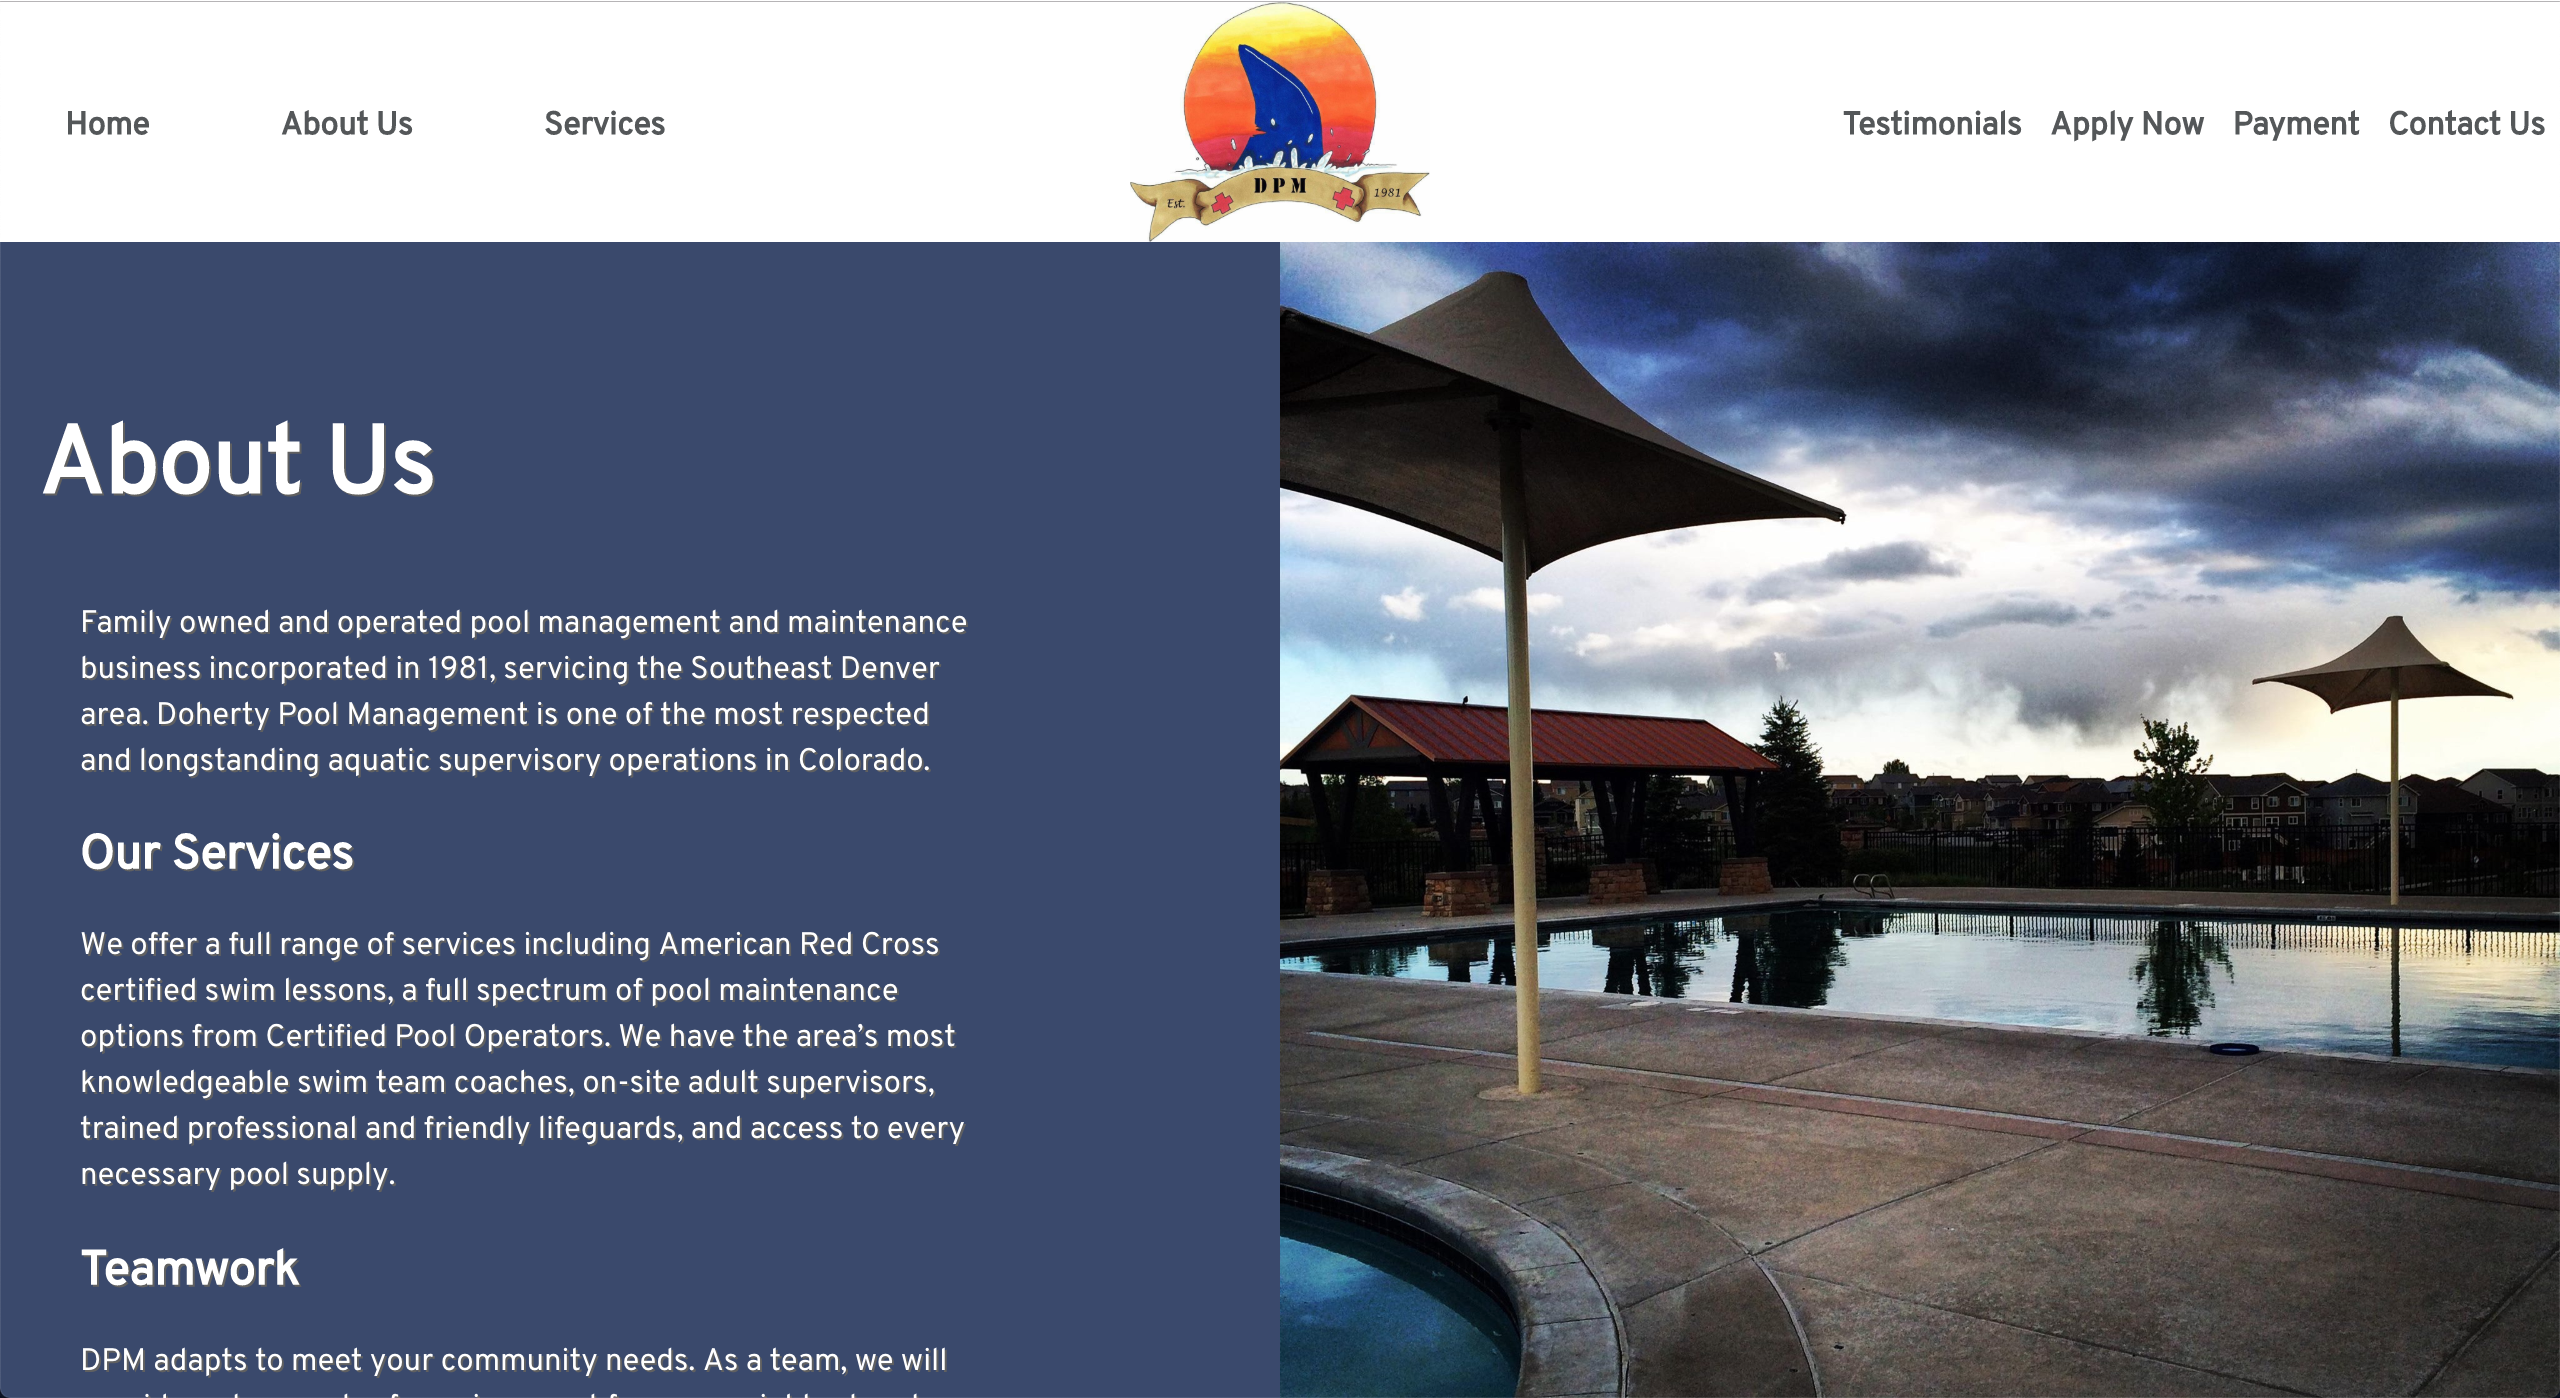 Home
About Us
Services
Est.
DPM
1981
Testimonials
Apply Now
Payment
Contact Us
About Us
Family owned and operated pool management and maintenance
business incorporated in 1981, servicing the Southeast Denver
area. Doherty Pool Management is one of the most respected
and longstanding aquatic supervisory operations in Colorado.
Our Services
We offer a full range of services including American Red Cross
certified swim lessons, a full spectrum of pool maintenance
options from Certified Pool Operators. We have the area’s most
knowledgeable swim team coaches, on-site adult supervisors,
trained professional and friendly lifeguards, and access to every
necessary pool supply.
Teamwork
DPM adapts to meet your community needs. As a team, we will